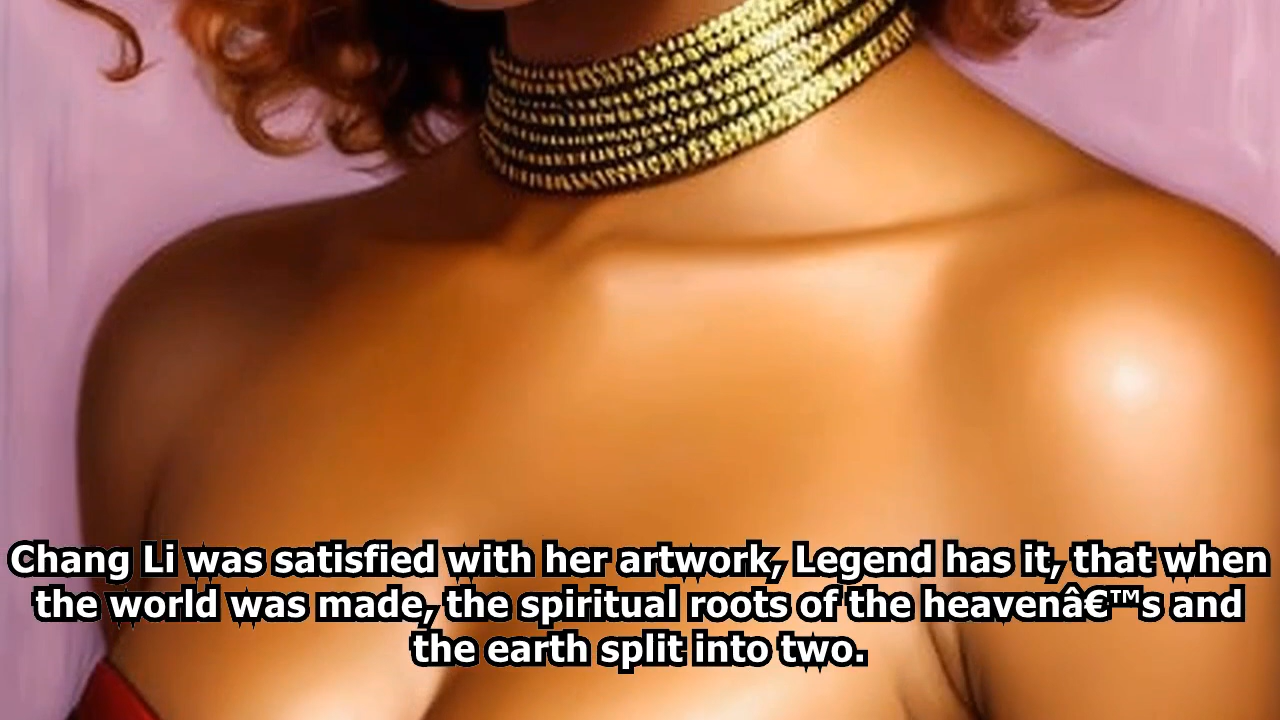 Chang Li was satisfied with her artwork, Legend has it, that when
the world was made, the spiritual roots of the heavenâ€™s and
the earth split into two.